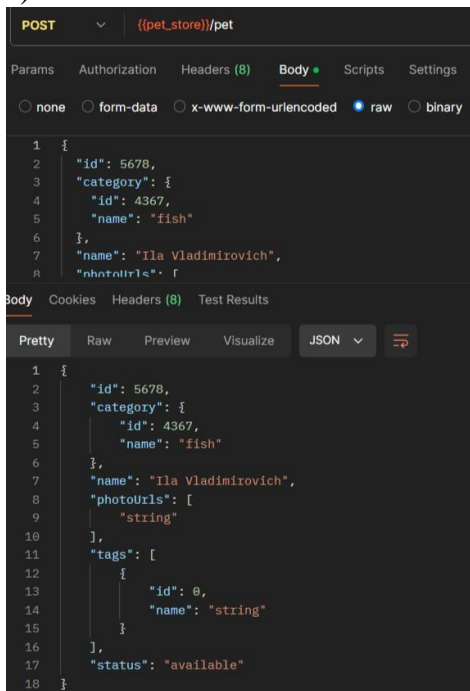 POST {{pet_store}}/pet
Params Authorization Headers (8) Body Scripts Settings
none form-data x-www-form-urlencoded raw binary
1 {
2 "id": 5678,
3 "category": {
4 "id": 4367,
5 "name": "fish"
6 },
7 "name": "Ila Vladimirovich",
8 "photoUrls": [
Body Cookies Headers (8) Test Results
Pretty Raw Preview Visualize JSON
1 {
2 "id": 5678,
3 "category": {
4 "id": 4367,
5 "name": "fish"
6 },
7 "name": "Ila Vladimirovich",
8 "photoUrls": [
9 "string"
10 ],
11 "tags": [
12 {
13 "id": 0,
14 "name": "string"
15 }
16 ],
17 "status": "available"
18 }